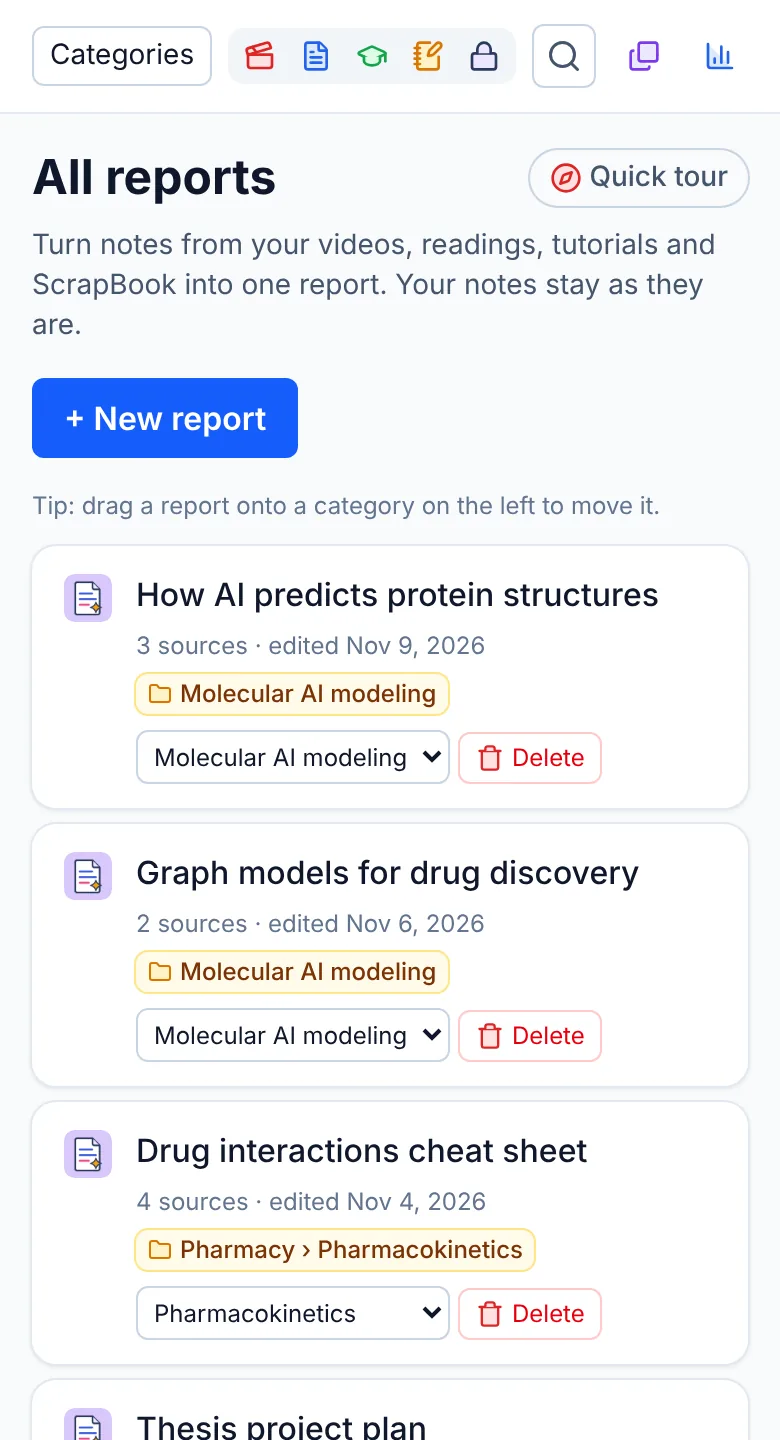 Categories
All reports
Quick tour
Turn notes from your videos, readings, tutorials and
ScrapBook into one report. Your notes stay as they
are.
+ New report
Tip: drag a report onto a category on the left to move it.
How AI predicts protein structures
3 sources · edited Nov 9, 2026
Molecular AI modeling
Molecular AI modeling
Delete
Graph models for drug discovery
2 sources · edited Nov 6, 2026
Molecular AI modeling
Molecular AI modeling
Delete
Drug interactions cheat sheet
4 sources · edited Nov 4, 2026
Pharmacy › Pharmacokinetics
Pharmacokinetics
Delete
Thesis project plan